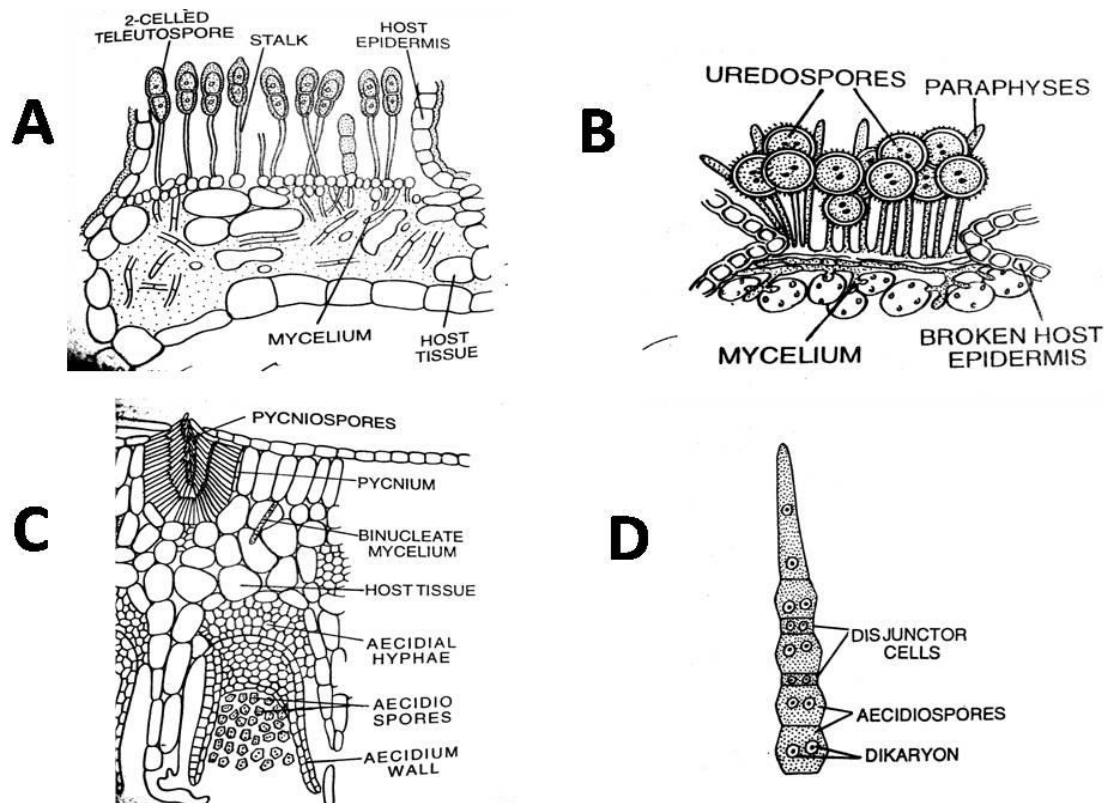 A
2-CELLED
TELEUTOSPORE
STALK
HOST
EPIDERMIS
MYCELIUM
HOST
TISSUE
B
UREDOSPORES
PARAPHYSES
MYCELIUM
BROKEN HOST
EPIDERMIS
C
PYCNIOSPORES
PYCNIUM
BINUCLEATE
MYCELIUM
HOST TISSUE
AECIDIAL
HYPHAE
AECIDIO
SPORES
AECIDIUM
WALL
D
DISJUNCTOR
CELLS
AECIDIOSPORES
DIKARYON